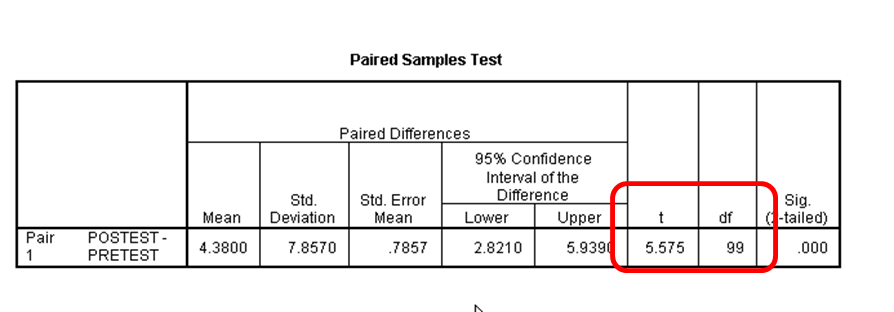 Paired Samples Test
Paired Differences
95% Confidence
Interval of the
Difference
Mean
Std.
Deviation
Std. Error
Mean
Lower
Upper
t
df
Sig.
(2-tailed)
Pair
1
POSTEST -
PRETEST
4.3800
7.8570
.7857
2.8210
5.9390
5.575
99
.000